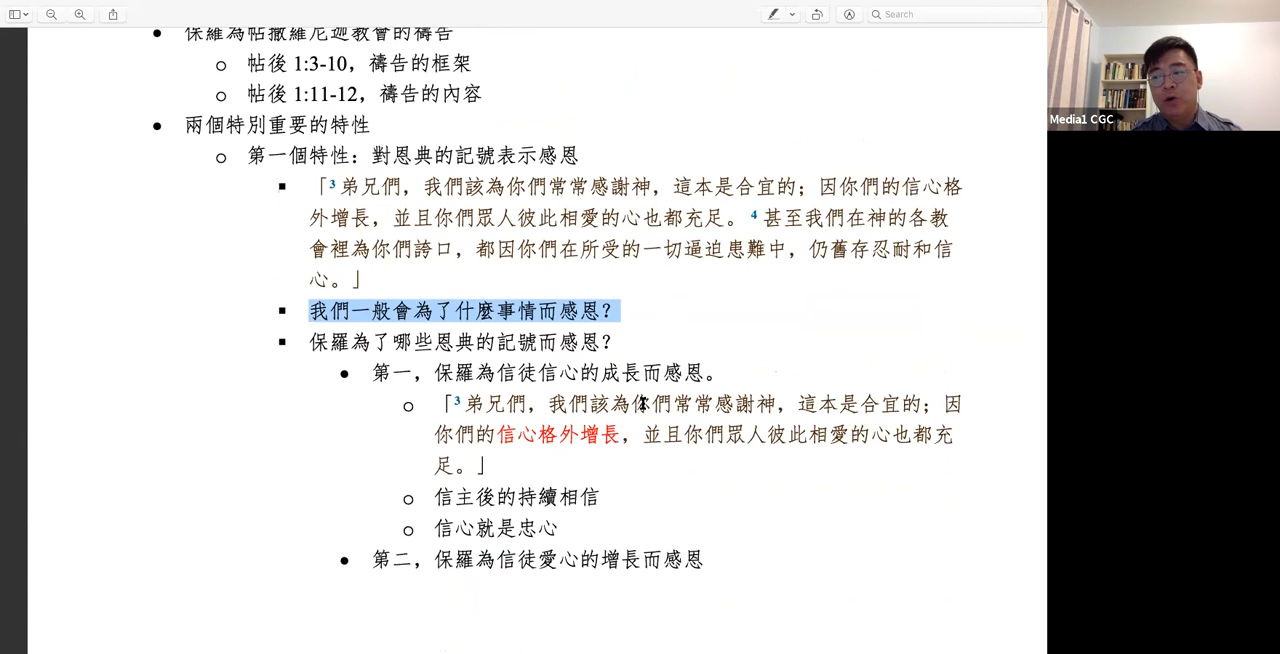 Search
保羅為帖撒羅尼迦教會的禱告
帖後 1:3-10，禱告的框架
帖後 1:11-12，禱告的內容
兩個特別重要的特性
第一個特性：對恩典的記號表示感恩
「3 弟兄們，我們該為你們常常感謝神，這本是合宜的；因你們的信心格
外增長，並且你們眾人彼此相愛的心也都充足。4 甚至我們在神的各教
會裡為你們誇口，都因你們在所受的一切逼迫患難中，仍舊存忍耐和信
心。」
我們一般會為了什麼事情而感恩？
保羅為了哪些恩典的記號而感恩？
第一，保羅為信徒信心的成長而感恩。
「3 弟兄們，我們該為你們常常感謝神，這本是合宜的；因
你們的信心格外增長，並且你們眾人彼此相愛的心也都充
足。」
信主後的持續相信
信心就是忠心
第二，保羅為信徒愛心的增長而感恩
Media1 CGC